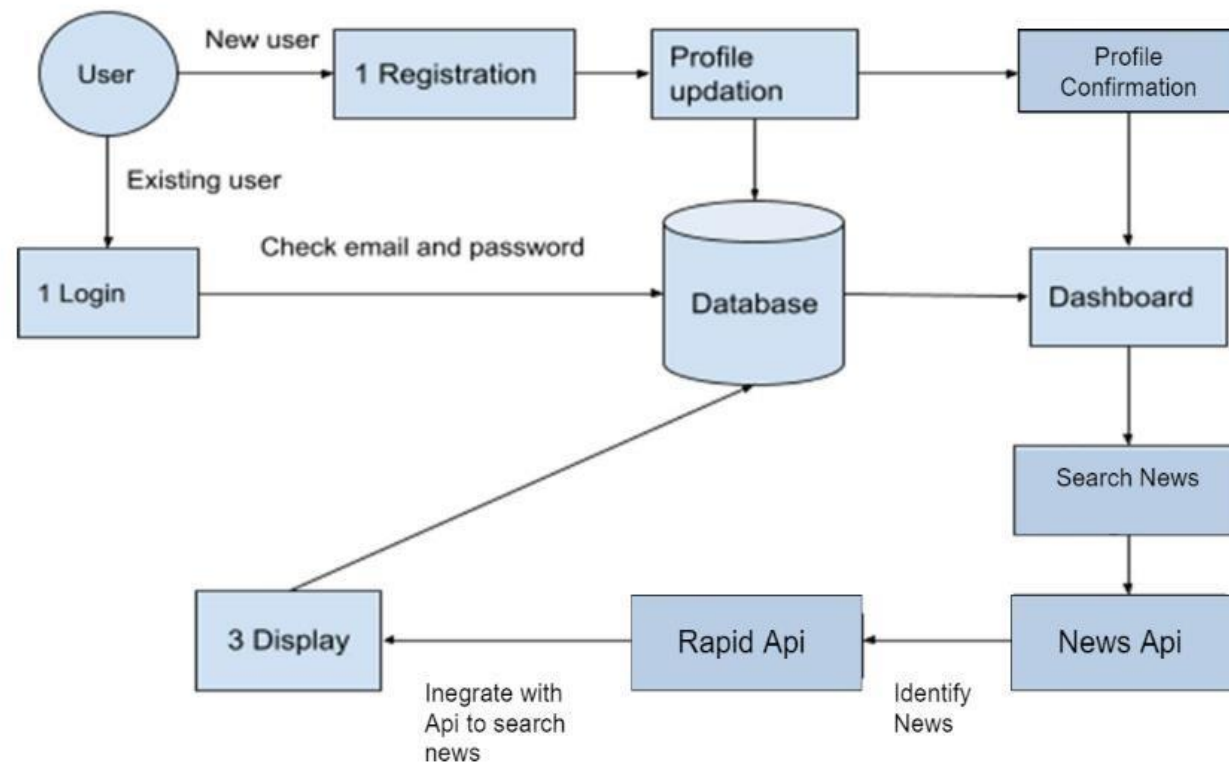 New user
User
1 Registration
Profile
updation
Profile
Confirmation
Existing user
1 Login
Check email and password
Database
Dashboard
Search News
3 Display
Rapid Api
News Api
Inegrate with
Api to search
news
Identify
News